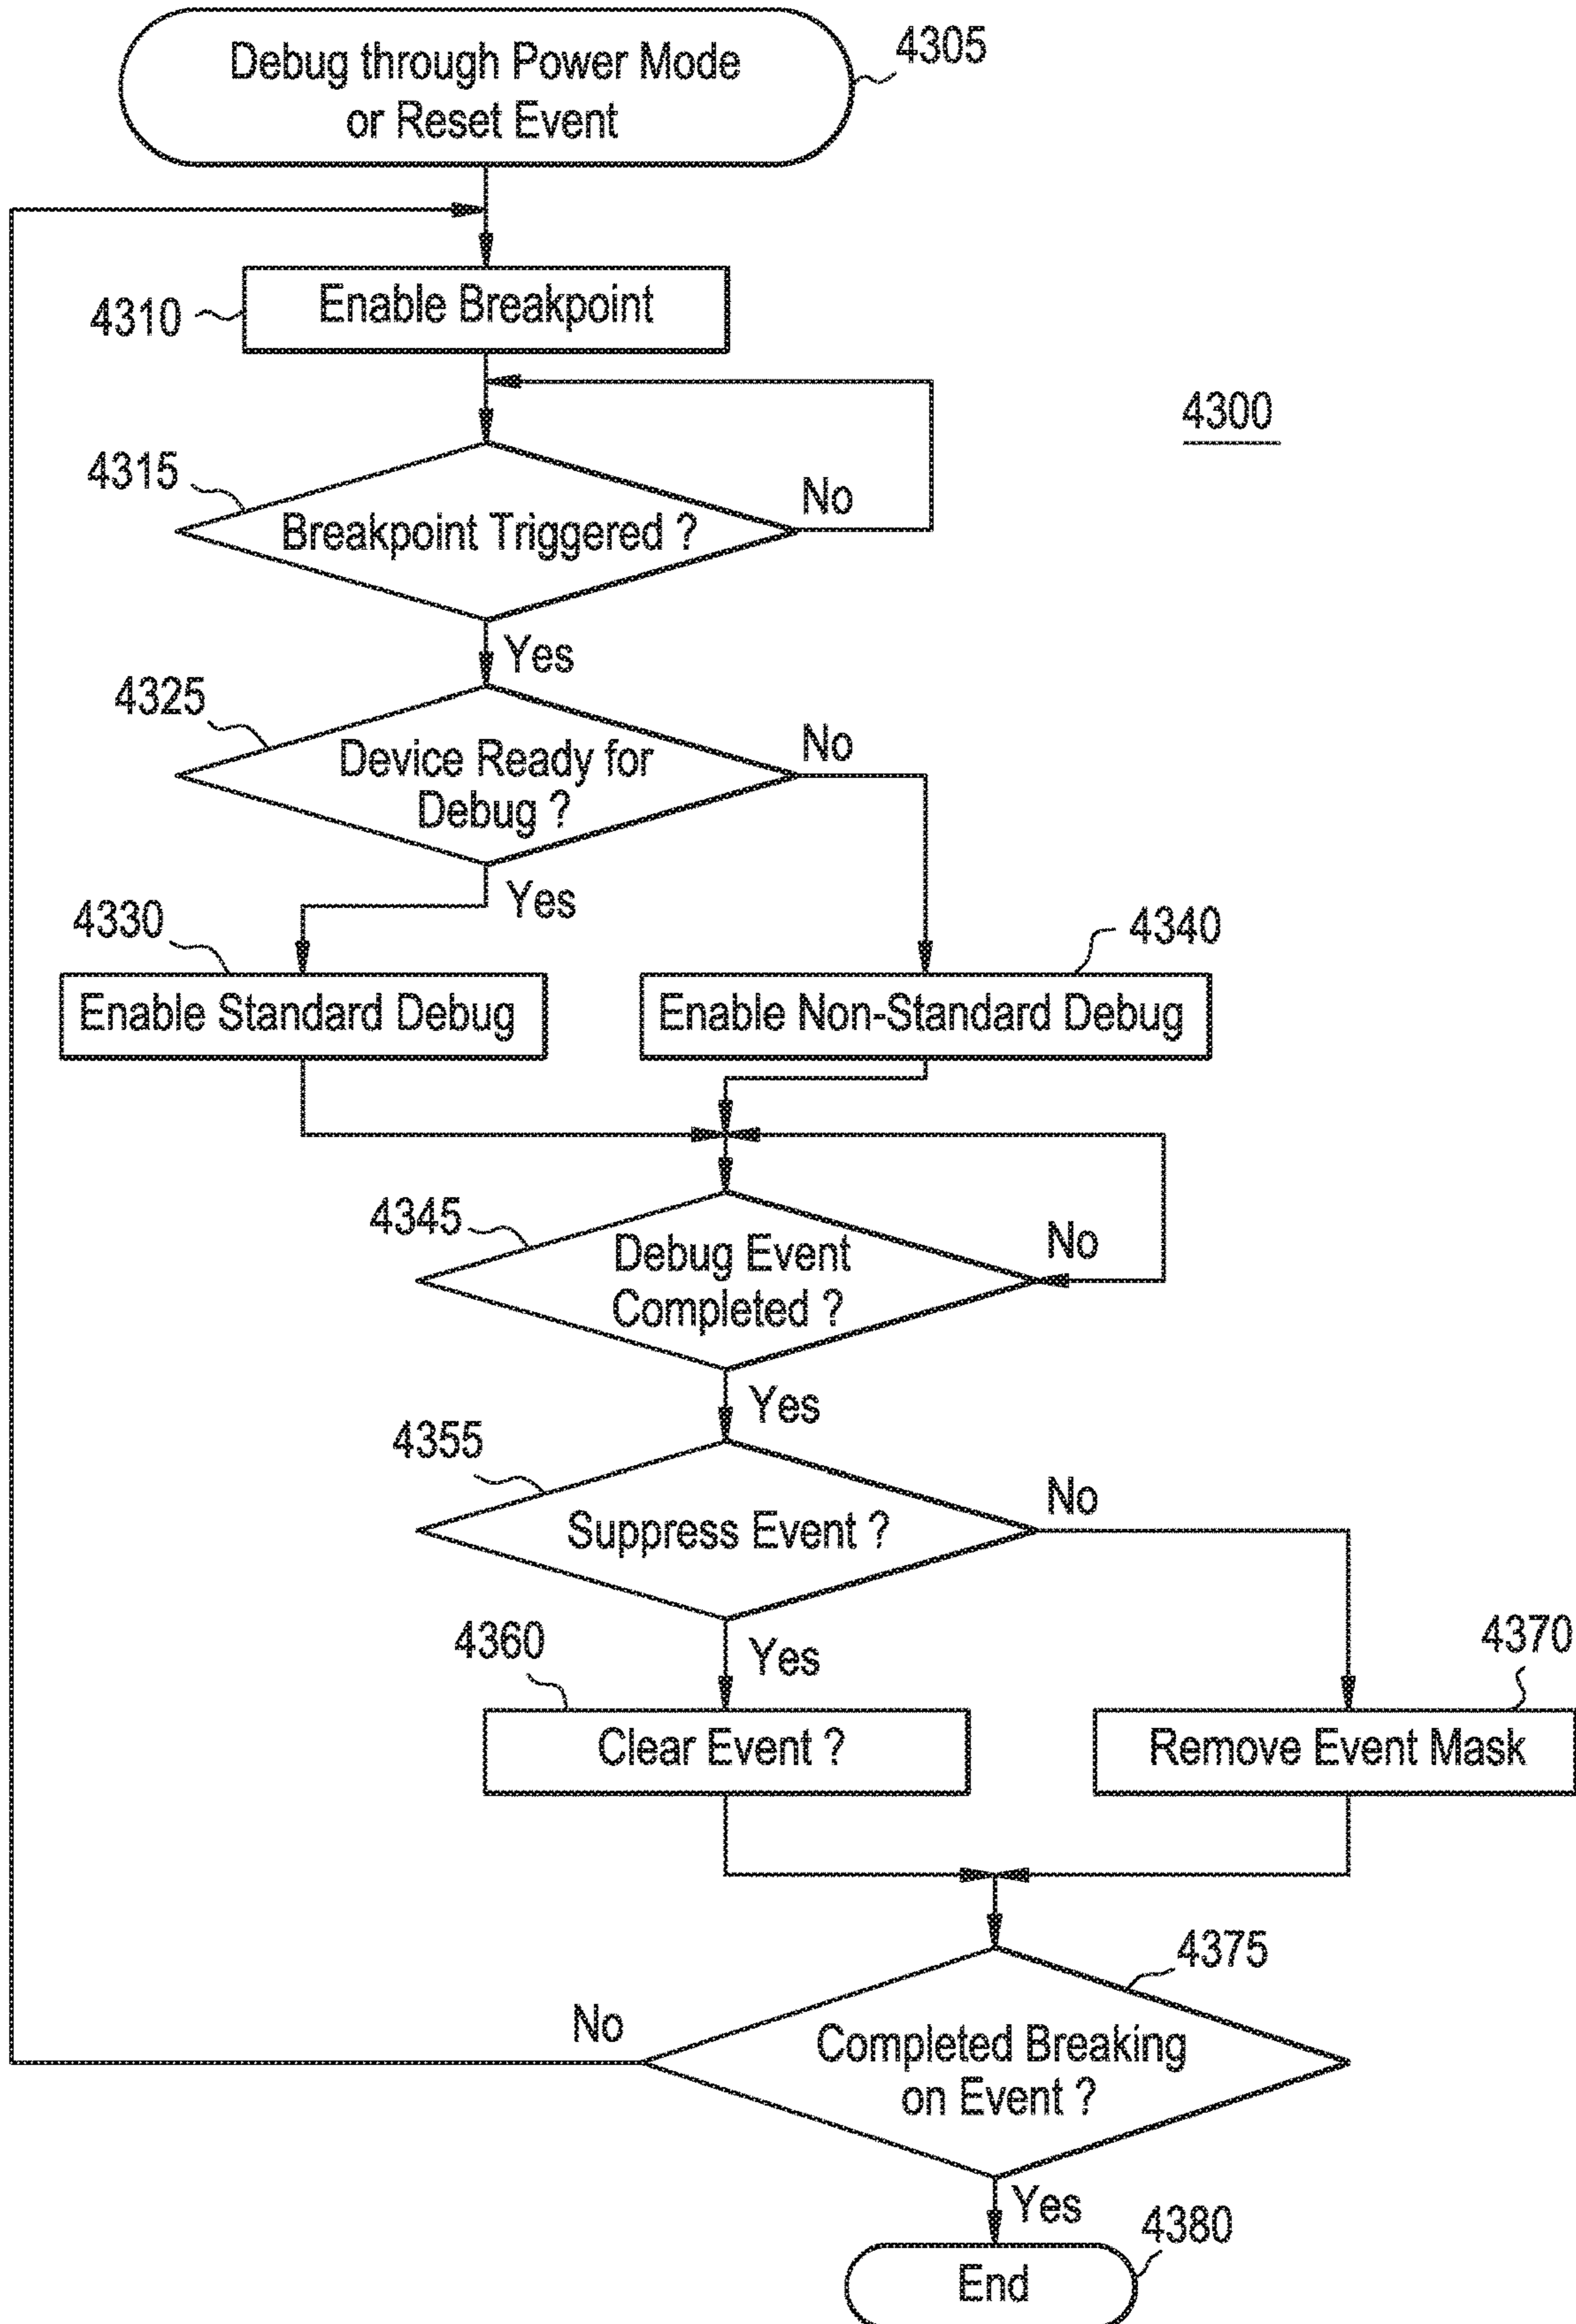 Debug through Power Mode
or Reset Event
4305
4310
Enable Breakpoint
4300
4315
Breakpoint Triggered ?
No
Yes
4325
Device Ready for
Debug ?
No
Yes
4330
4340
Enable Standard Debug
Enable Non-Standard Debug
4345
Debug Event
Completed ?
No
Yes
4355
Suppress Event ?
No
Yes
4360
4370
Clear Event ?
Remove Event Mask
4375
Completed Breaking
on Event ?
No
Yes
4380
End